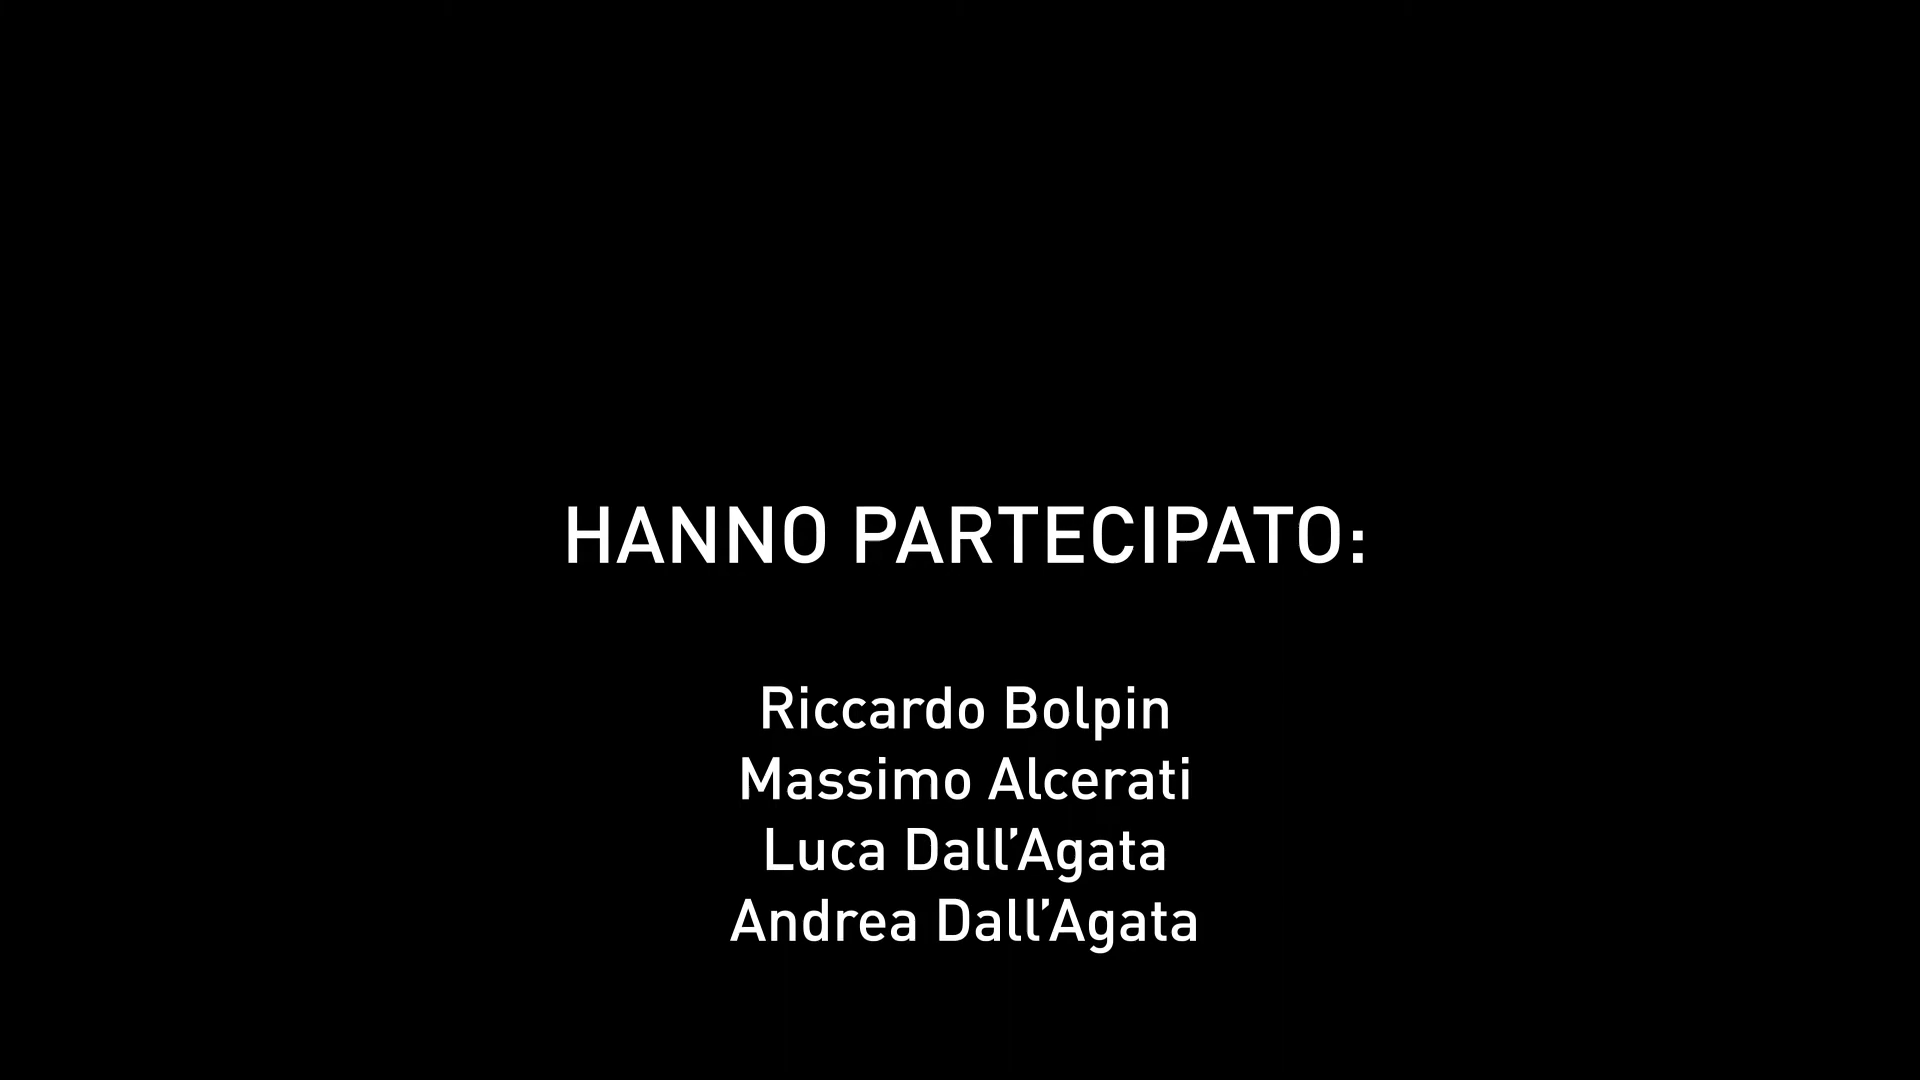 HANNO PARTECIPATO:
Riccardo Bolpin
Massimo Alcerati
Luca Dall’Agata
Andrea Dall’Agata